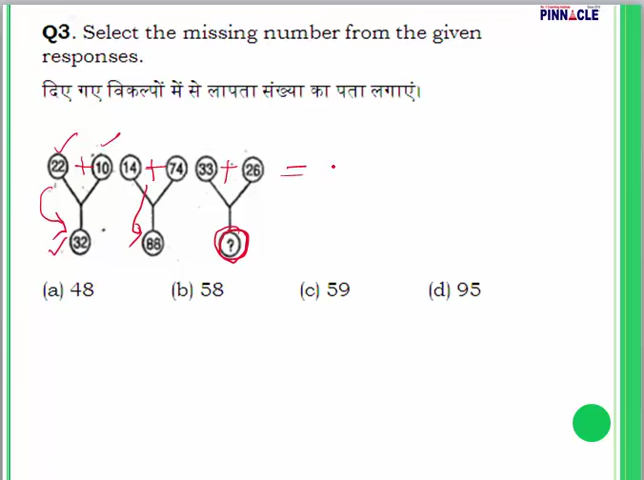 PINNACLE
Q3. Select the missing number from the given
responses.
दिए गए विकल्पों में से लापता संख्या का पता लगाएं।
22 + 10 14 + 74 33 + 26 =
32 88 ?
(a) 48 (b) 58 (c) 59 (d) 95